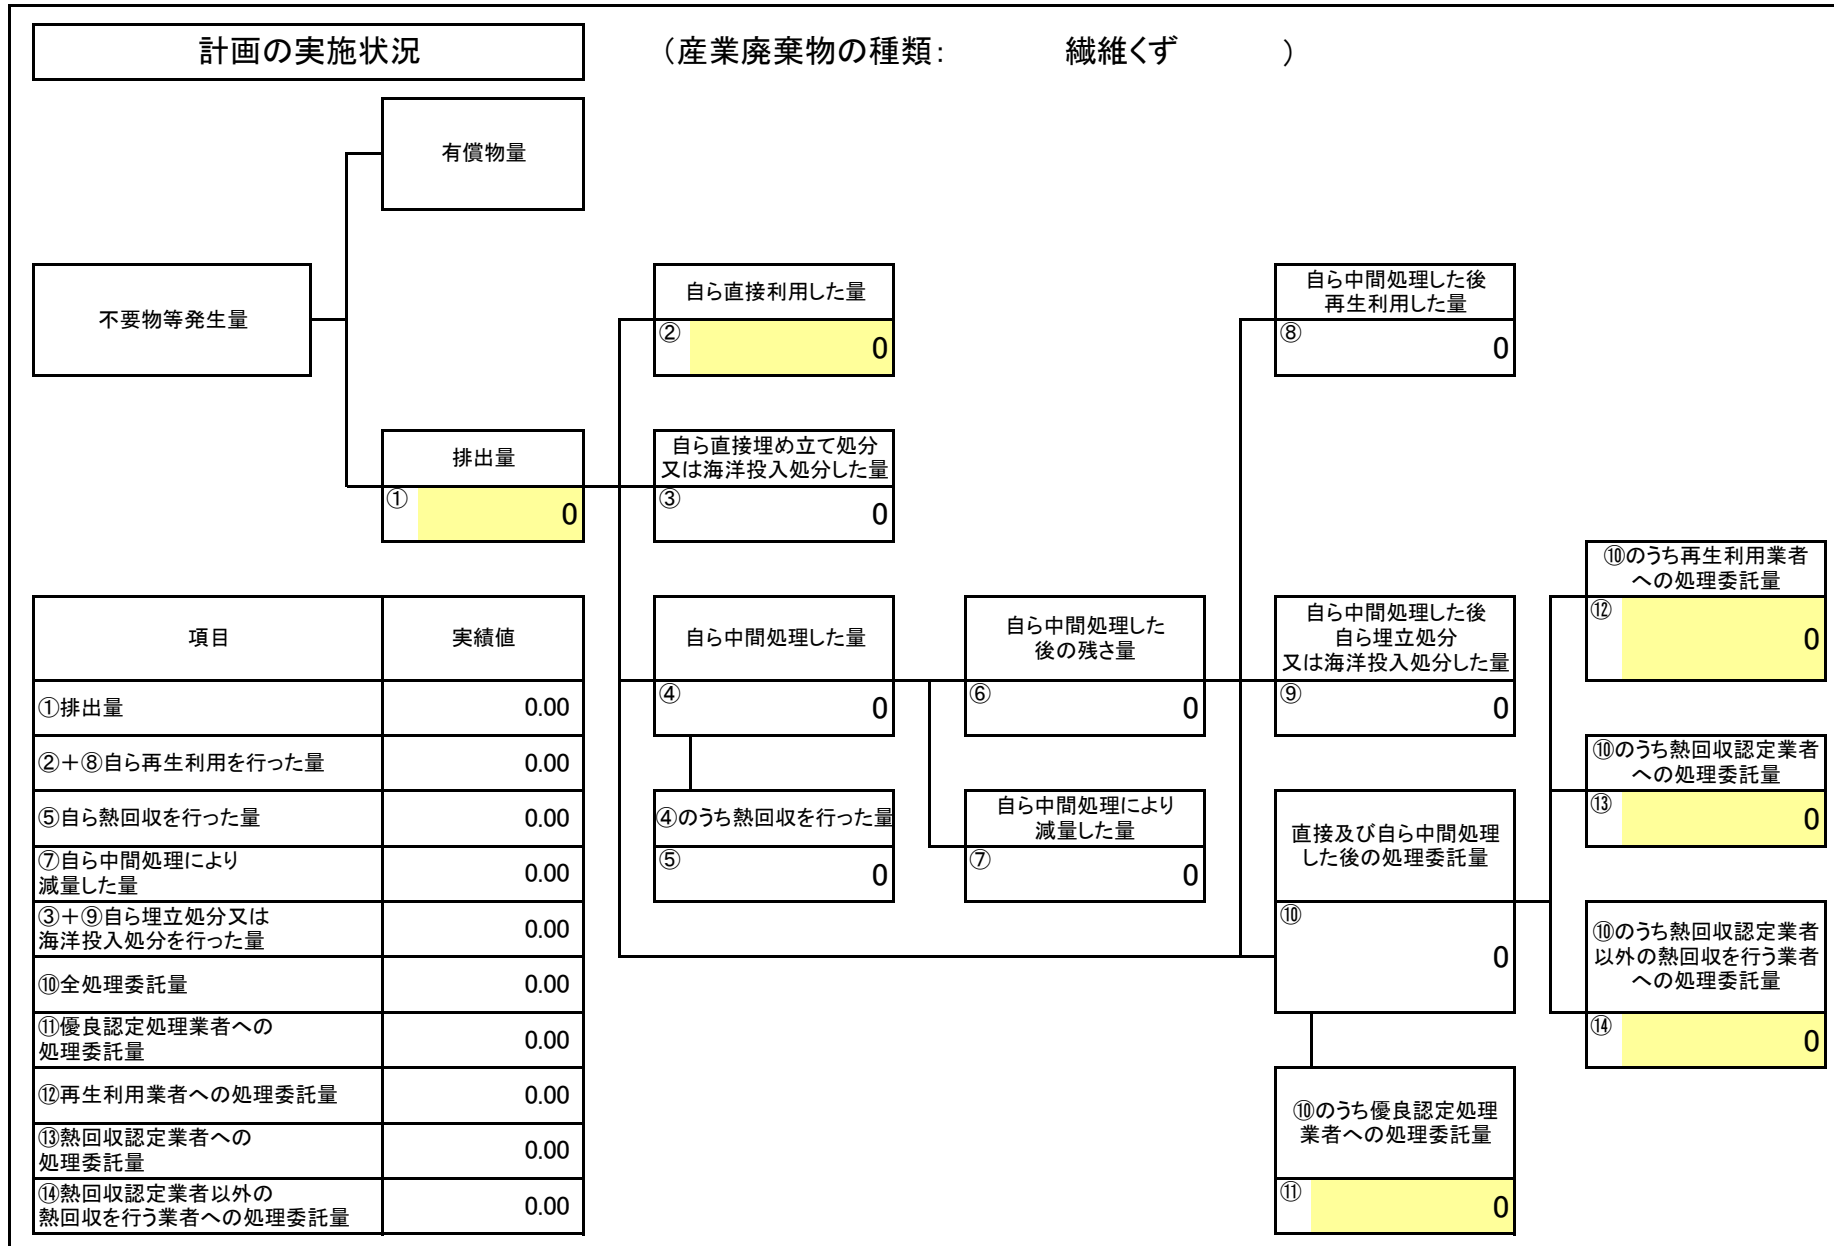 計画の実施状況
（産業廃棄物の種類： 繊維くず ）
有償物量
不要物等発生量
自ら直接利用した量
② 0
自ら中間処理した後
再生利用した量
⑧ 0
排出量
① 0
自ら直接埋め立て処分
又は海洋投入処分した量
③ 0
⑩のうち再生利用業者
への処理委託量
⑫ 0
自ら中間処理した量
④ 0
自ら中間処理した
後の残さ量
⑥ 0
自ら中間処理した後
自ら埋立処分
又は海洋投入処分した量
⑨ 0
⑩のうち熱回収認定業者
への処理委託量
⑬ 0
④のうち熱回収を行った量
⑤ 0
自ら中間処理により
減量した量
⑦ 0
直接及び自ら中間処理
した後の処理委託量
⑩ 0
⑩のうち熱回収認定業者
以外の熱回収を行う業者
への処理委託量
⑭ 0
⑩のうち優良認定処理
業者への処理委託量
⑪ 0
項目 実績値
①排出量 0.00
②＋⑧自ら再生利用を行った量 0.00
⑤自ら熱回収を行った量 0.00
⑦自ら中間処理により
減量した量 0.00
③＋⑨自ら埋立処分又は
海洋投入処分を行った量 0.00
⑩全処理委託量 0.00
⑪優良認定処理業者への
処理委託量 0.00
⑫再生利用業者への処理委託量 0.00
⑬熱回収認定業者への
処理委託量 0.00
⑭熱回収認定業者以外の
熱回収を行う業者への処理委託量 0.00